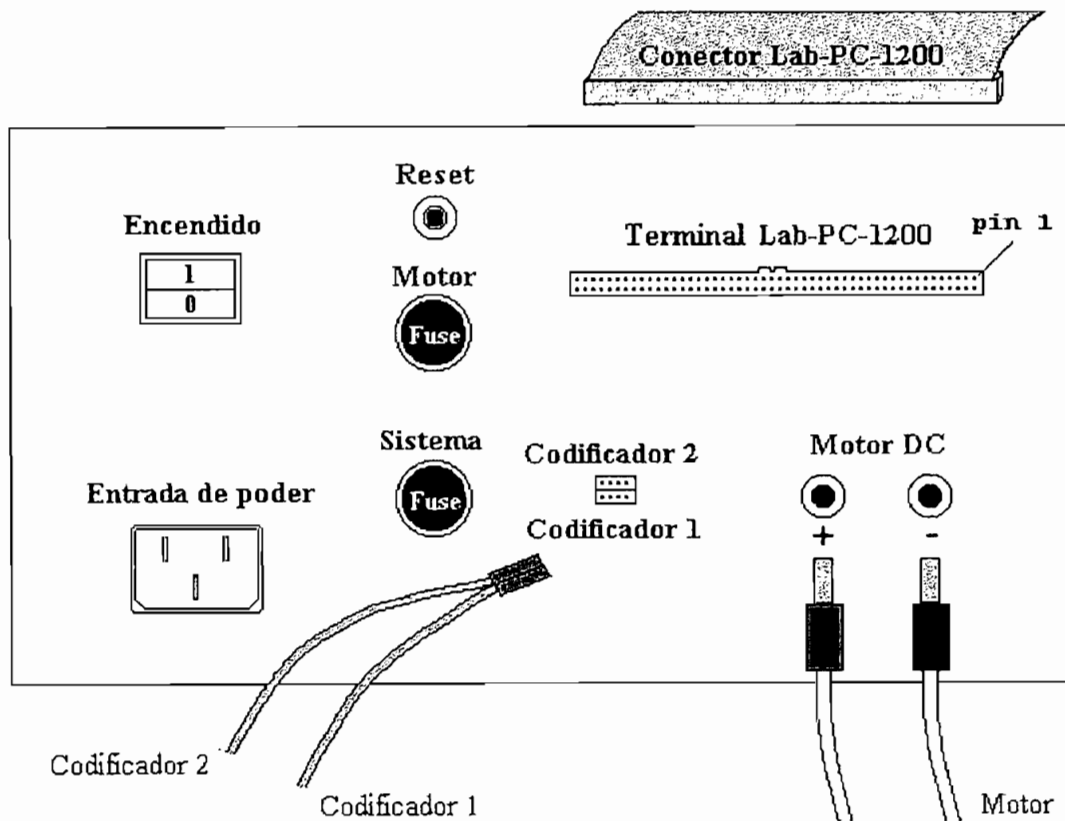 Conector Lab-PC-1200
Reset
Encendido
1
0
Motor
Fuse
Terminal Lab-PC-1200
pin 1
Sistema
Fuse
Codificador 2
Codificador 1
Motor DC
+ -
Entrada de poder
Codificador 2
Codificador 1
Motor